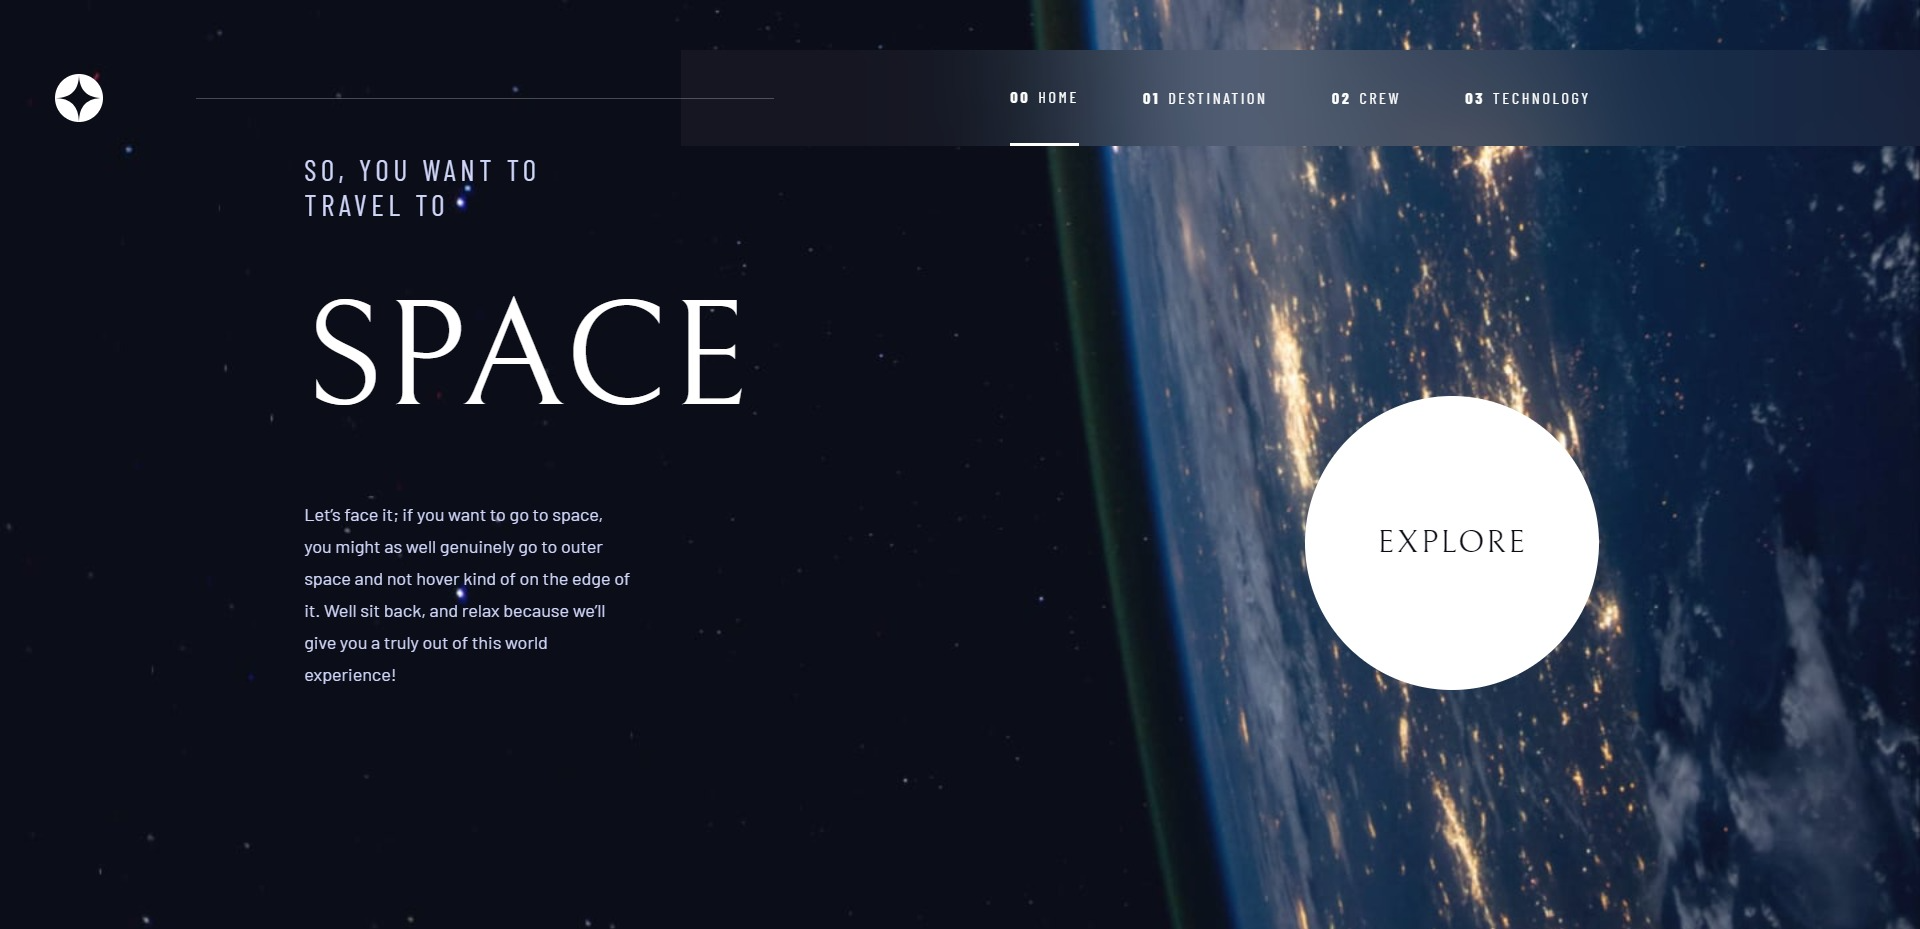 00 HOME
01 DESTINATION
02 CREW
03 TECHNOLOGY
SO, YOU WANT TO
TRAVEL TO
SPACE
Let’s face it; if you want to go to space,
you might as well genuinely go to outer
space and not hover kind of on the edge of
it. Well sit back, and relax because we’ll
give you a truly out of this world
experience!
EXPLORE